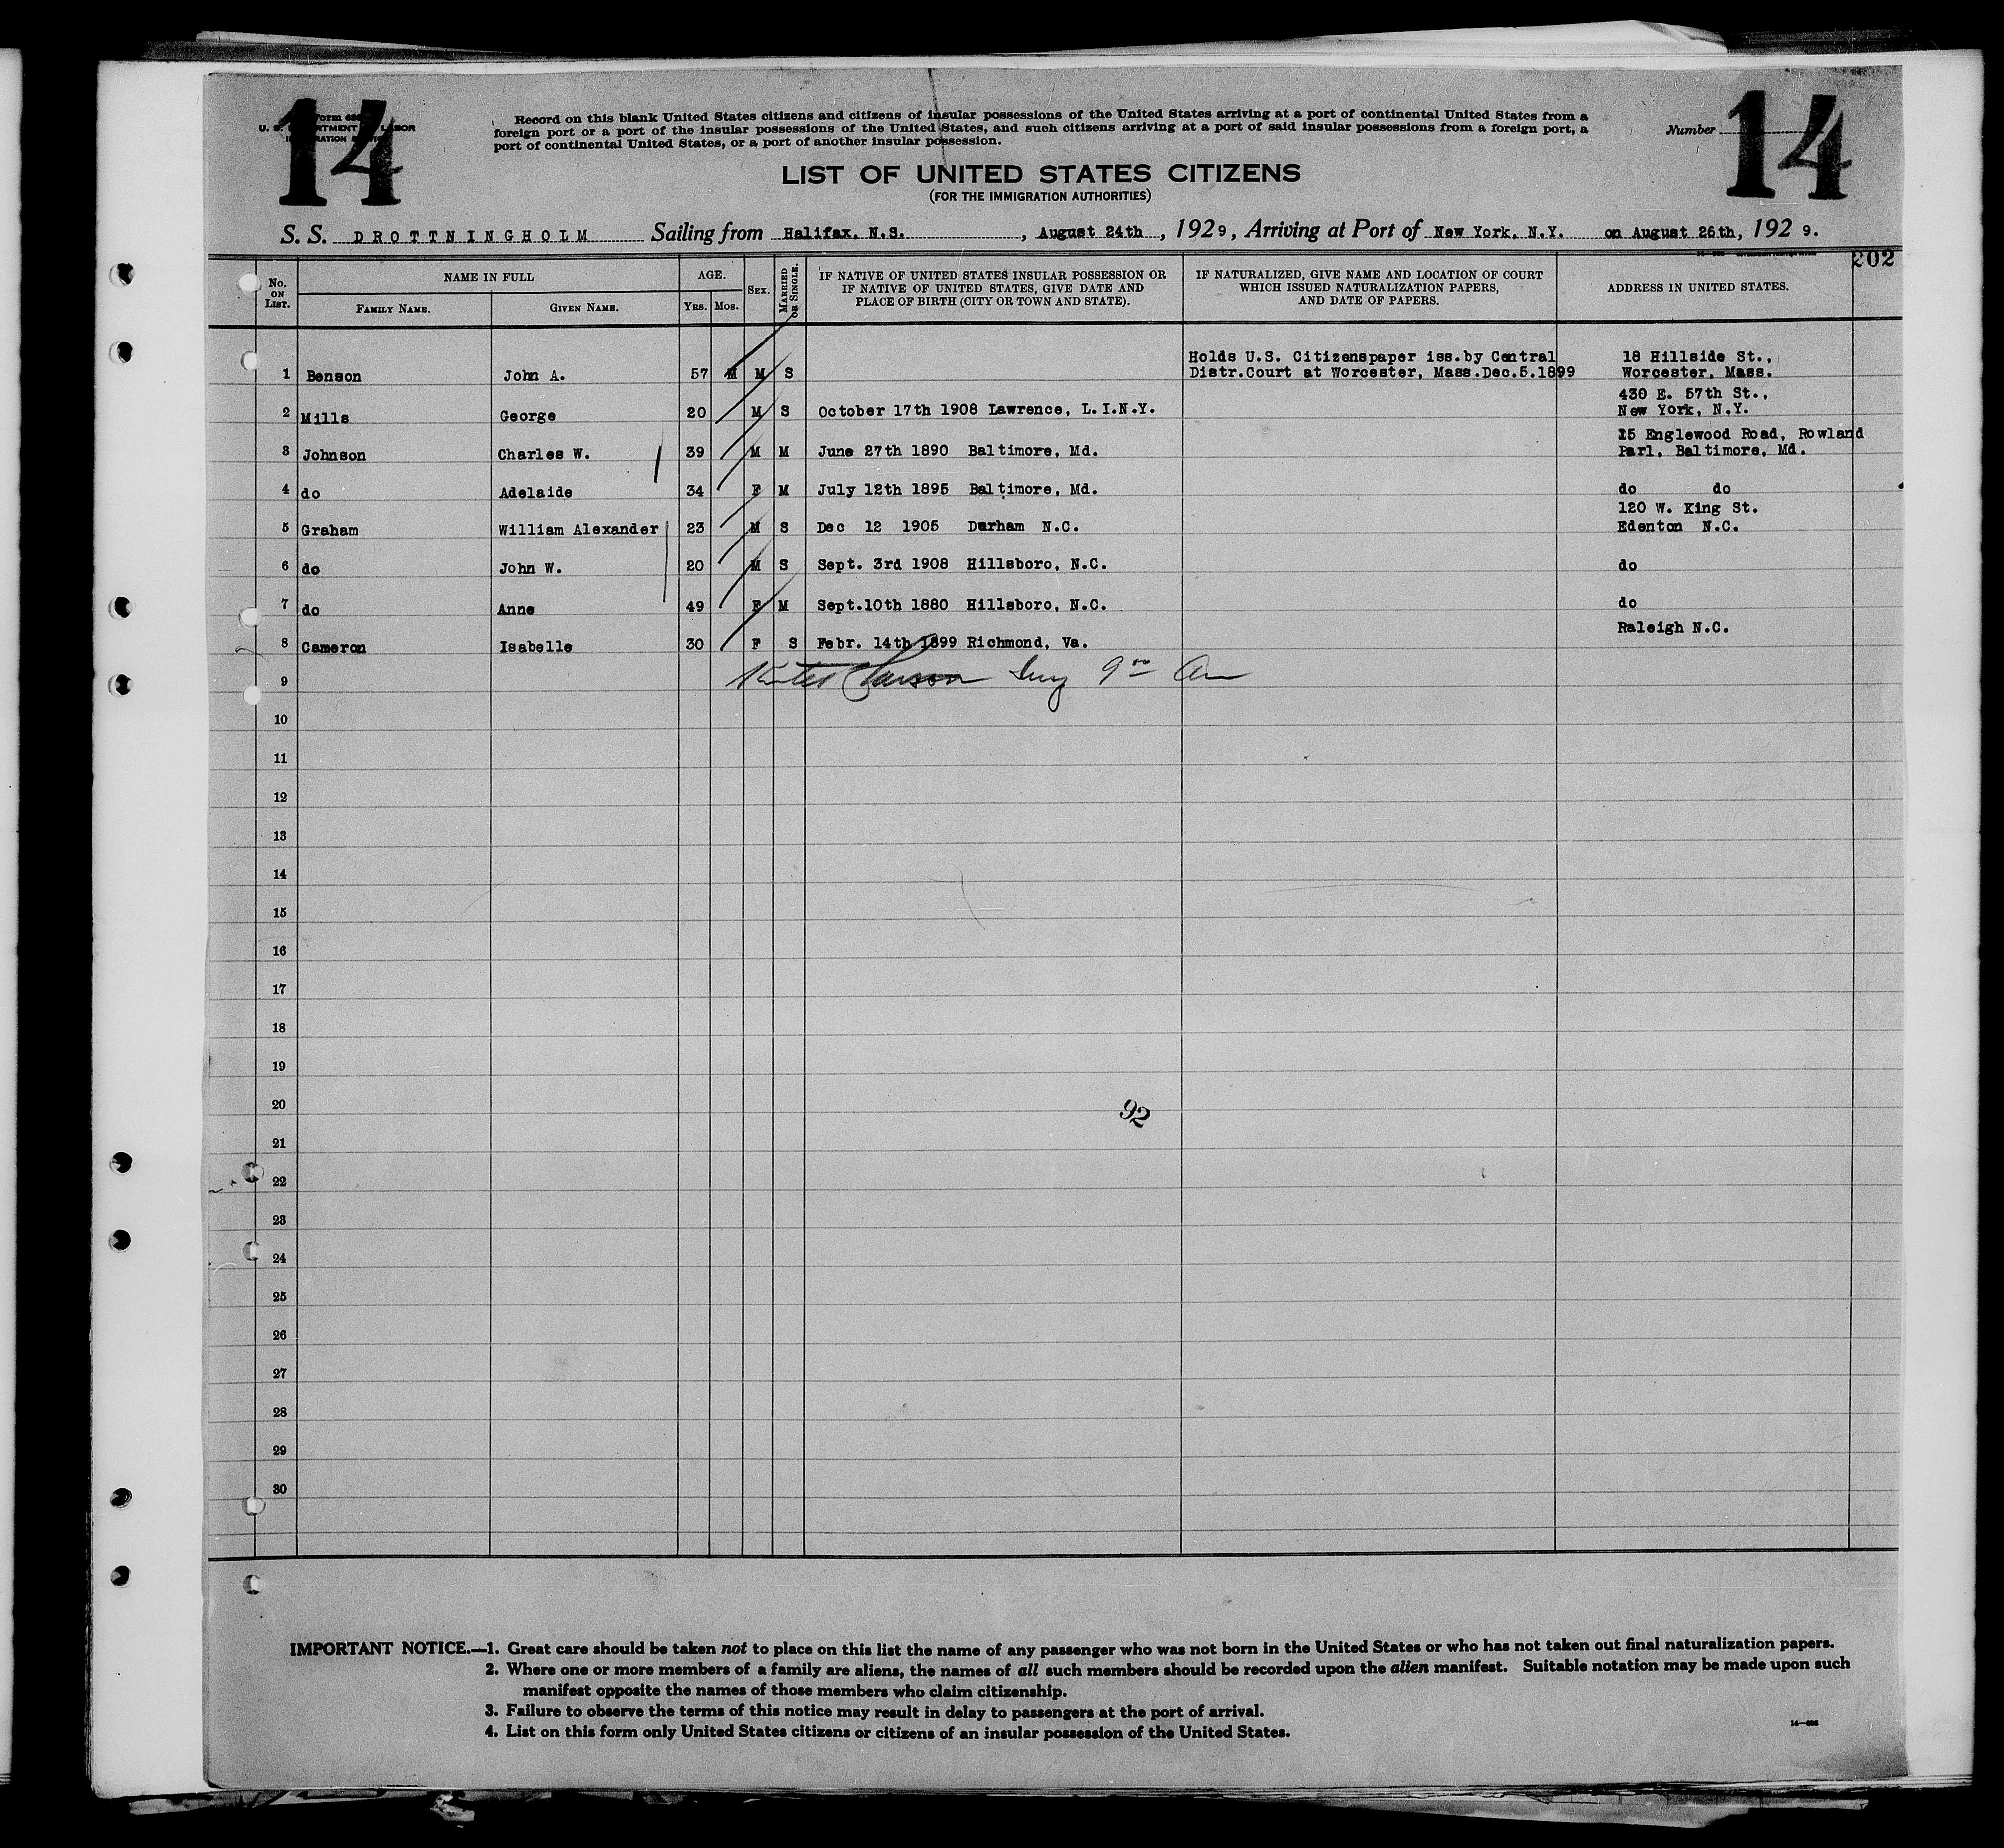 14
Form 630
U. S. DEPARTMENT OF LABOR
IMMIGRATION SERVICE
Record on this blank United States citizens and citizens of insular possessions of the United States arriving at a port of continental United States from a
foreign port or a port of the insular possessions of the United States, and such citizens arriving at a port of said insular possessions from a foreign port, a
port of continental United States, or a port of another insular possession.
Number
14
LIST OF UNITED STATES CITIZENS
(FOR THE IMMIGRATION AUTHORITIES)
S. S. DROTTNINGHOLM Sailing from Halifax, N.S. , August 24th , 1929, Arriving at Port of New York, N.Y. on August 26th, 1929.
202
No. ON LIST. NAME IN FULL FAMILY NAME. GIVEN NAME. AGE. YRS. MOS. SEX. MARRIED OR SINGLE. IF NATIVE OF UNITED STATES INSULAR POSSESSION OR IF NATIVE OF UNITED STATES, GIVE DATE AND PLACE OF BIRTH (CITY OR TOWN AND STATE). IF NATURALIZED, GIVE NAME AND LOCATION OF COURT WHICH ISSUED NATURALIZATION PAPERS, AND DATE OF PAPERS. ADDRESS IN UNITED STATES.
Holds U.S. Citizenspaper iss.by Central 18 Hillside St.,
1 Benson John A. 57 M M S Distr.Court at Worcester, Mass.Dec.5.1899 Worcester, Mass.
430 E. 57th St.,
2 Mills George 20 M S October 17th 1908 Lawrence, L.I.N.Y. New York, N.Y.
15 Englewood Road, Rowland
3 Johnson Charles W. 39 M M June 27th 1890 Baltimore, Md. Parl, Baltimore, Md.
4 do Adelaide 34 F M July 12th 1895 Baltimore, Md. do do
120 W. King St.
5 Graham William Alexander 23 M S Dec 12 1905 Durham N.C. Edenton N.C.
6 do John W. 20 M S Sept. 3rd 1908 Hillsboro, N.C. do
7 do Anne 49 F M Sept.10th 1880 Hillsboro, N.C. do
Raleigh N.C.
8 Cameron Isabelle 30 F S Febr. 14th 1899 Richmond, Va.
9
10
11
12
13
14
15
16
17
18
19
20
92
21
22
23
24
25
26
27
28
29
30
IMPORTANT NOTICE.—1. Great care should be taken not to place on this list the name of any passenger who was not born in the United States or who has not taken out final naturalization papers.
2. Where one or more members of a family are aliens, the names of all such members should be recorded upon the alien manifest. Suitable notation may be made upon such
manifest opposite the names of those members who claim citizenship.
3. Failure to observe the terms of this notice may result in delay to passengers at the port of arrival.
4. List on this form only United States citizens or citizens of an insular possession of the United States.